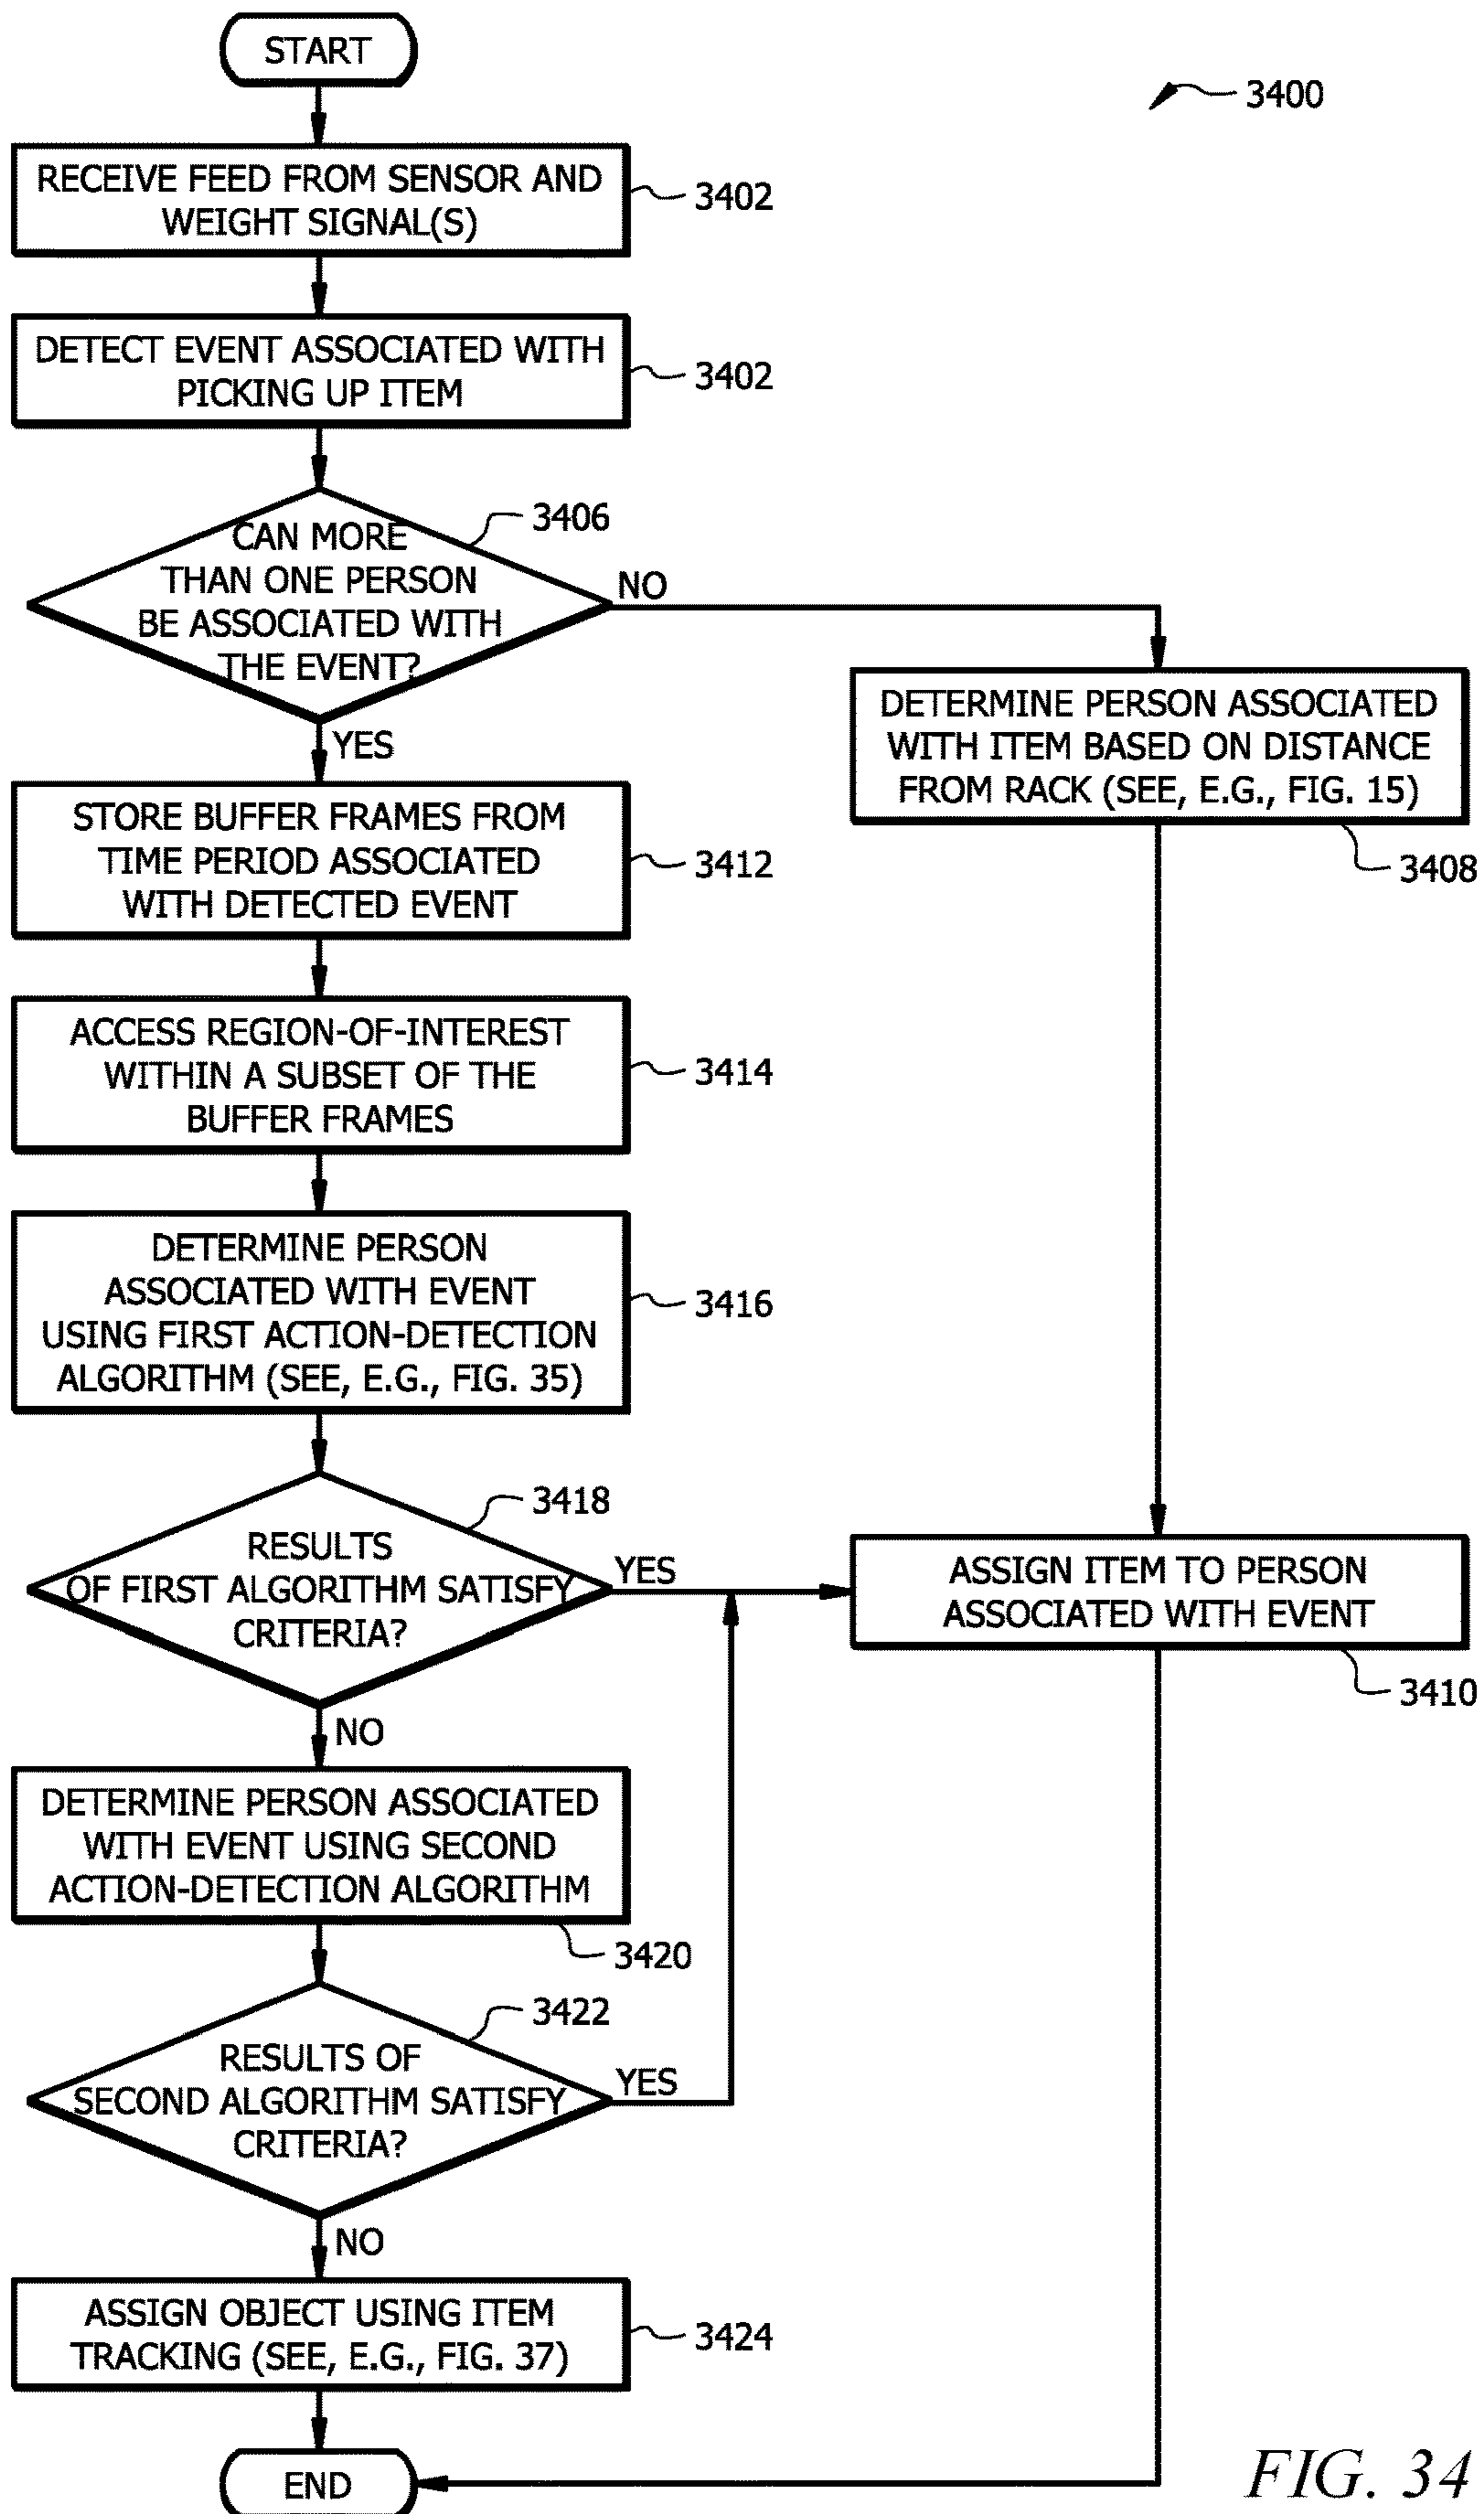 START
3400
RECEIVE FEED FROM SENSOR AND
WEIGHT SIGNAL(S)
3402
DETECT EVENT ASSOCIATED WITH
PICKING UP ITEM
3402
CAN MORE
THAN ONE PERSON
BE ASSOCIATED WITH
THE EVENT?
3406
NO
YES
DETERMINE PERSON ASSOCIATED
WITH ITEM BASED ON DISTANCE
FROM RACK (SEE, E.G., FIG. 15)
3408
STORE BUFFER FRAMES FROM
TIME PERIOD ASSOCIATED
WITH DETECTED EVENT
3412
ACCESS REGION-OF-INTEREST
WITHIN A SUBSET OF THE
BUFFER FRAMES
3414
DETERMINE PERSON
ASSOCIATED WITH EVENT
USING FIRST ACTION-DETECTION
ALGORITHM (SEE, E.G., FIG. 35)
3416
RESULTS
OF FIRST ALGORITHM SATISFY
CRITERIA?
3418
YES
NO
ASSIGN ITEM TO PERSON
ASSOCIATED WITH EVENT
3410
DETERMINE PERSON ASSOCIATED
WITH EVENT USING SECOND
ACTION-DETECTION ALGORITHM
3420
RESULTS OF
SECOND ALGORITHM SATISFY
CRITERIA?
3422
YES
NO
ASSIGN OBJECT USING ITEM
TRACKING (SEE, E.G., FIG. 37)
3424
END
FIG. 34